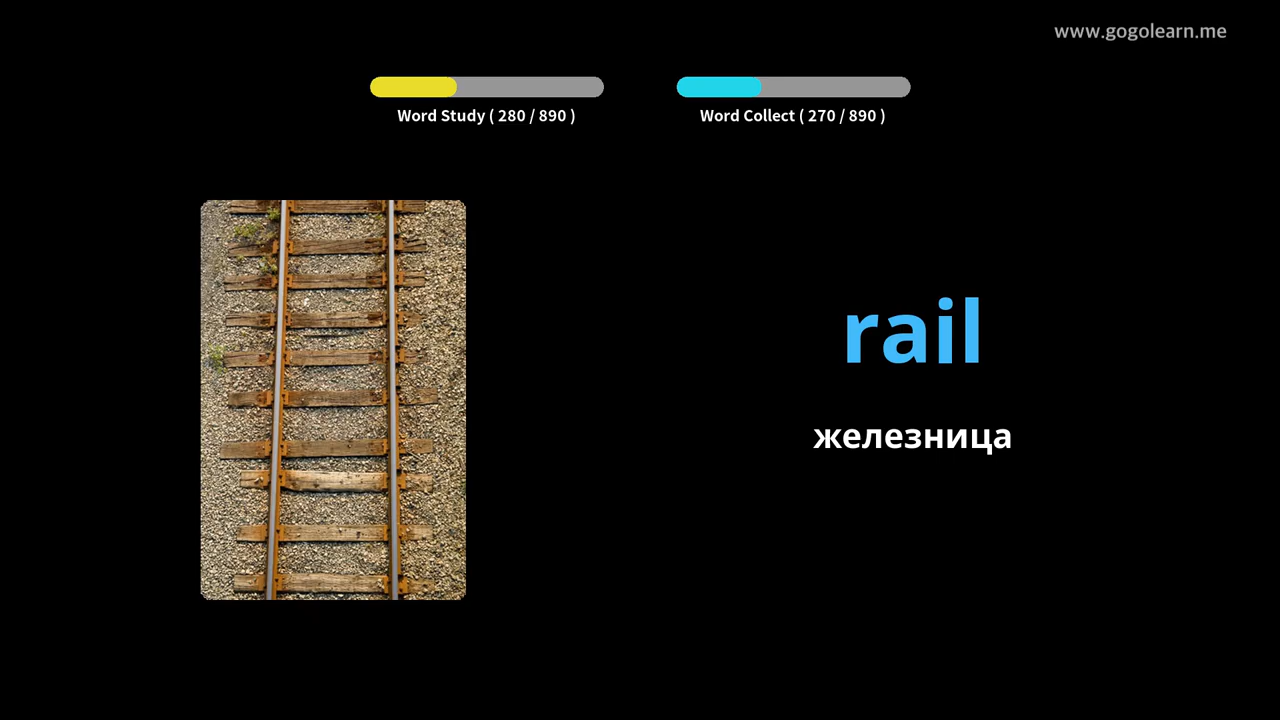 www.gogolearn.me
Word Study ( 280 / 890 )
Word Collect ( 270 / 890 )
rail
железница